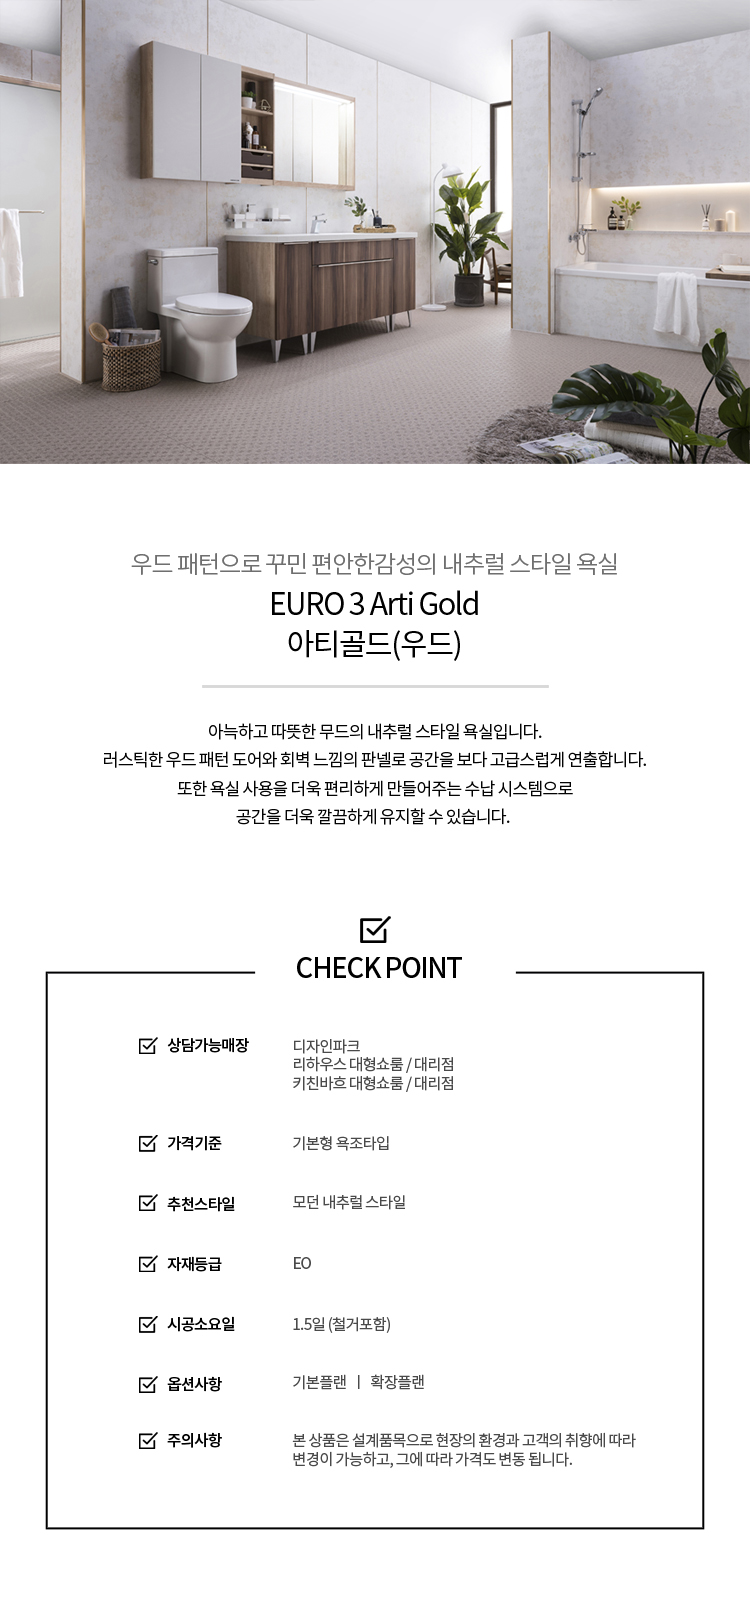 우드 패턴으로 꾸민 편안한감성의 내추럴 스타일 욕실
EURO 3 Arti Gold
아티골드(우드)
아늑하고 따뜻한 무드의 내추럴 스타일 욕실입니다.
러스틱한 우드 패턴 도어와 회벽 느낌의 판넬로 공간을 보다 고급스럽게 연출합니다.
또한 욕실 사용을 더욱 편리하게 만들어주는 수납 시스템으로
공간을 더욱 깔끔하게 유지할 수 있습니다.
CHECK POINT
상담가능매장
디자인파크
리하우스 대형쇼룸 / 대리점
키친바흐 대형쇼룸 / 대리점
가격기준 기본형 욕조타입
추천스타일 모던 내추럴 스타일
자재등급 EO
시공소요일 1.5일 (철거포함)
옵션사항 기본플랜 ㅣ 확장플랜
주의사항 본 상품은 설계품목으로 현장의 환경과 고객의 취향에 따라
변경이 가능하고, 그에 따라 가격도 변동 됩니다.